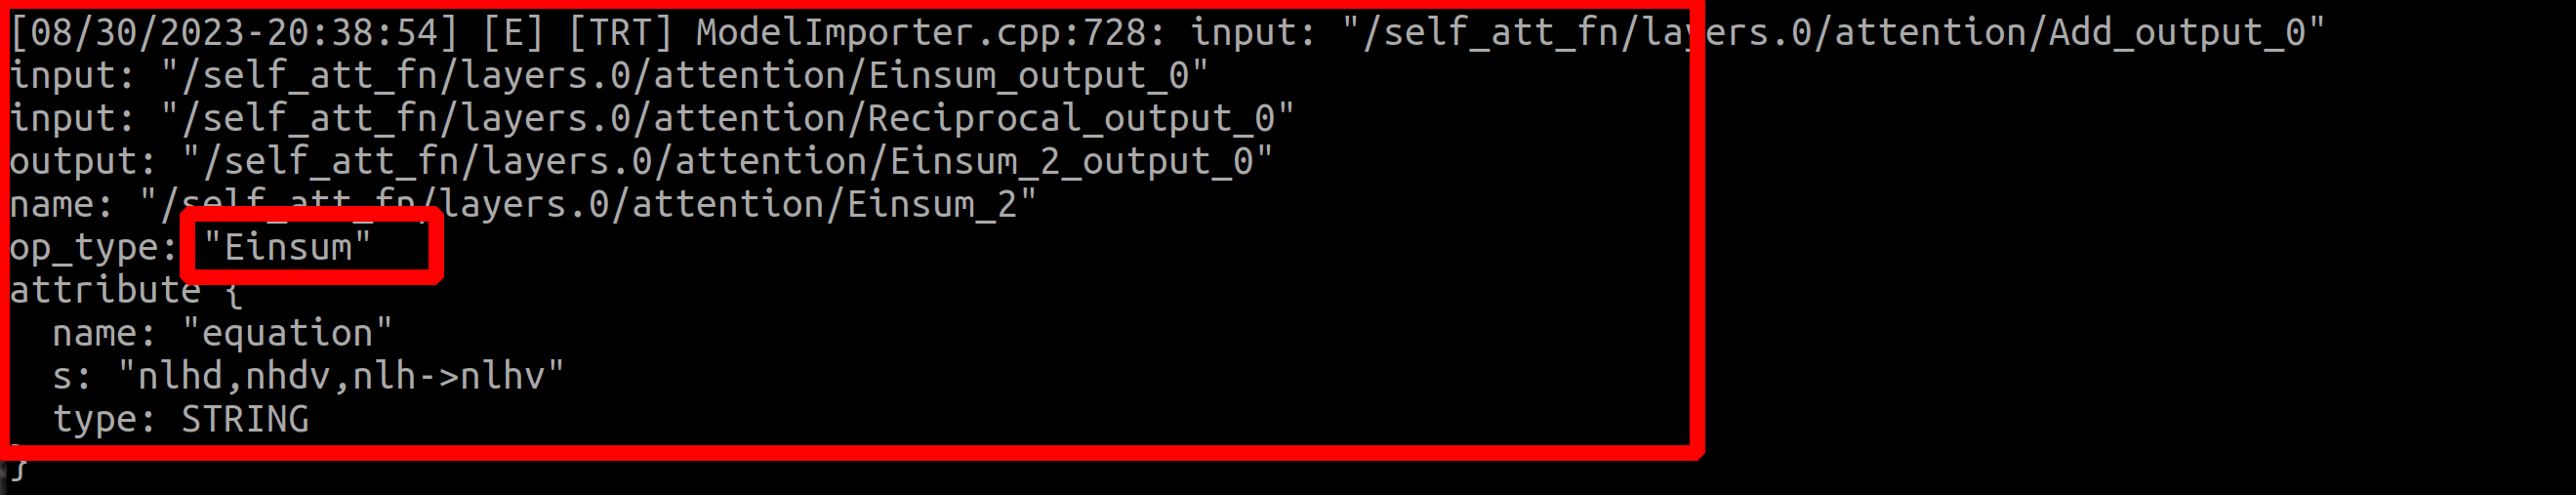 [08/30/2023-20:38:54] [E] [TRT] ModelImporter.cpp:728: input: "/self_att_fn/layers.0/attention/Add_output_0"
input: "/self_att_fn/layers.0/attention/Einsum_output_0"
input: "/self_att_fn/layers.0/attention/Reciprocal_output_0"
output: "/self_att_fn/layers.0/attention/Einsum_2_output_0"
name: "/self_att_fn/layers.0/attention/Einsum_2"
op_type: "Einsum"
attribute {
  name: "equation"
  s: "nlhd,nhdv,nlh->nlhv"
  type: STRING
}